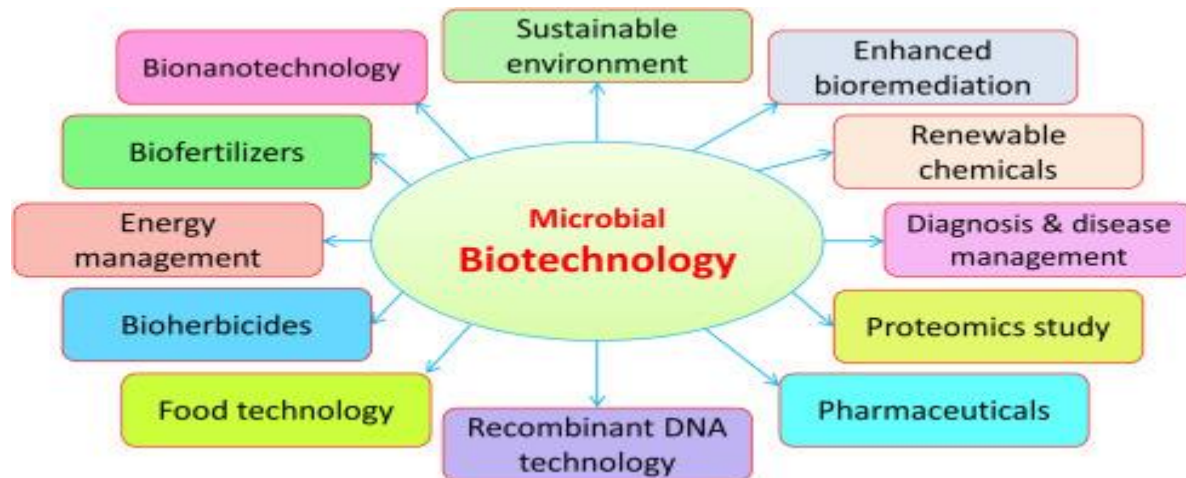 Sustainable
environment
Enhanced
bioremediation
Renewable
chemicals
Diagnosis & disease
management
Proteomics study
Pharmaceuticals
Recombinant DNA
technology
Food technology
Bioherbicides
Energy
management
Biofertilizers
Bionanotechnology
Microbial
Biotechnology